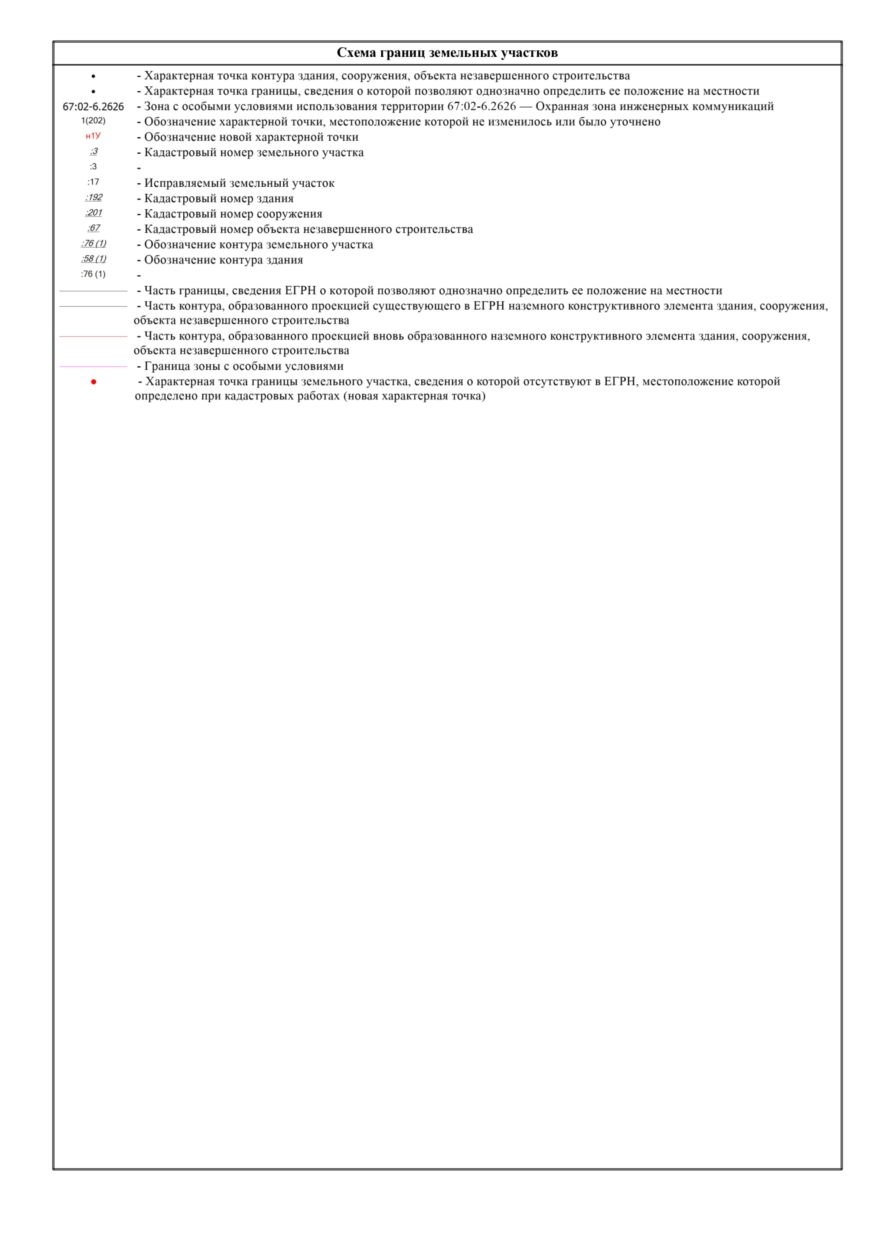 Схема границ земельных участков
• - Характерная точка контура здания, сооружения, объекта незавершенного строительства
• - Характерная точка границы, сведения о которой позволяют однозначно определить ее положение на местности
67:02-6.2626 - Зона с особыми условиями использования территории 67:02-6.2626 — Охранная зона инженерных коммуникаций
1(202) - Обозначение характерной точки, местоположение которой не изменилось или было уточнено
н1У - Обозначение новой характерной точки
:3 - Кадастровый номер земельного участка
:3 -
:17 - Исправляемый земельный участок
:192 - Кадастровый номер здания
:201 - Кадастровый номер сооружения
:67 - Кадастровый номер объекта незавершенного строительства
:76 (1) - Обозначение контура земельного участка
:58 (1) - Обозначение контура здания
:76 (1) -
- Часть границы, сведения ЕГРН о которой позволяют однозначно определить ее положение на местности
- Часть контура, образованного проекцией существующего в ЕГРН наземного конструктивного элемента здания, сооружения,
объекта незавершенного строительства
- Часть контура, образованного проекцией вновь образованного наземного конструктивного элемента здания, сооружения,
объекта незавершенного строительства
- Граница зоны с особыми условиями
• - Характерная точка границы земельного участка, сведения о которой отсутствуют в ЕГРН, местоположение которой
определено при кадастровых работах (новая характерная точка)